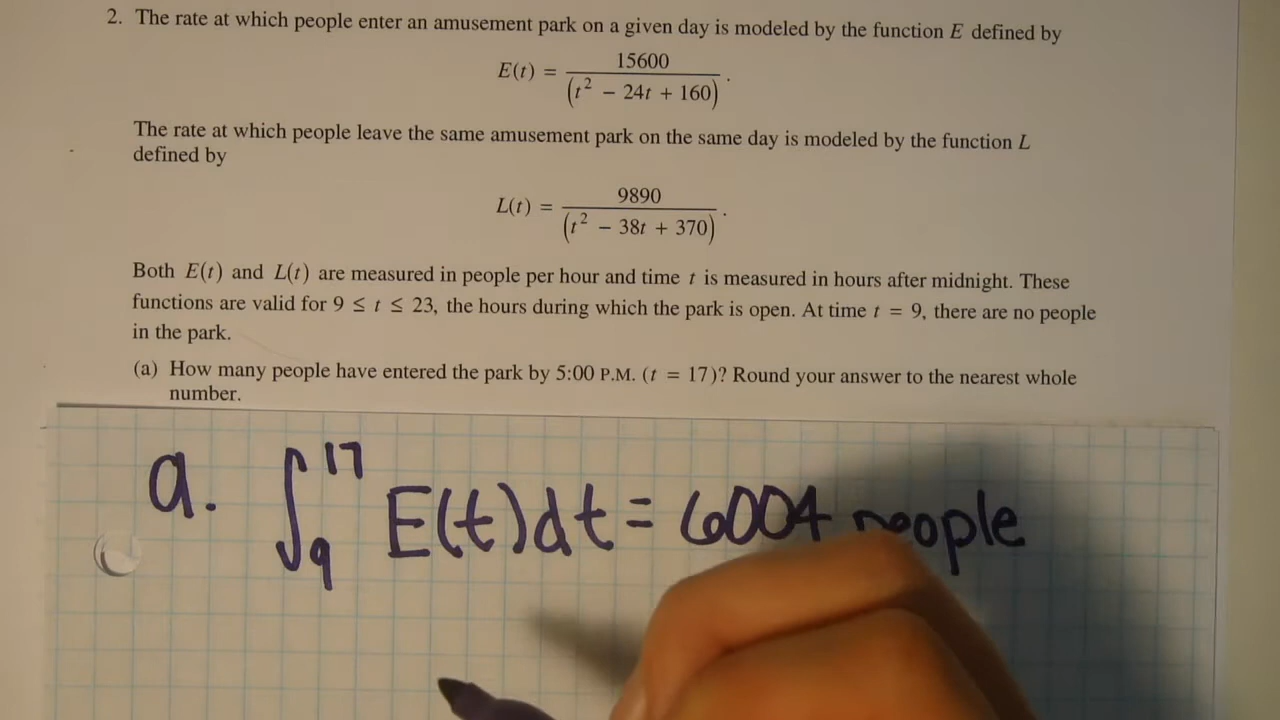 2. The rate at which people enter an amusement park on a given day is modeled by the function E defined by
E(t) = 15600 / (t² − 24t + 160).
The rate at which people leave the same amusement park on the same day is modeled by the function L
defined by
L(t) = 9890 / (t² − 38t + 370).
Both E(t) and L(t) are measured in people per hour and time t is measured in hours after midnight. These
functions are valid for 9 ≤ t ≤ 23, the hours during which the park is open. At time t = 9, there are no people
in the park.
(a) How many people have entered the park by 5:00 P.M. (t = 17)? Round your answer to the nearest whole
number.
a. ∫₉¹⁷ E(t)dt = 6004 people